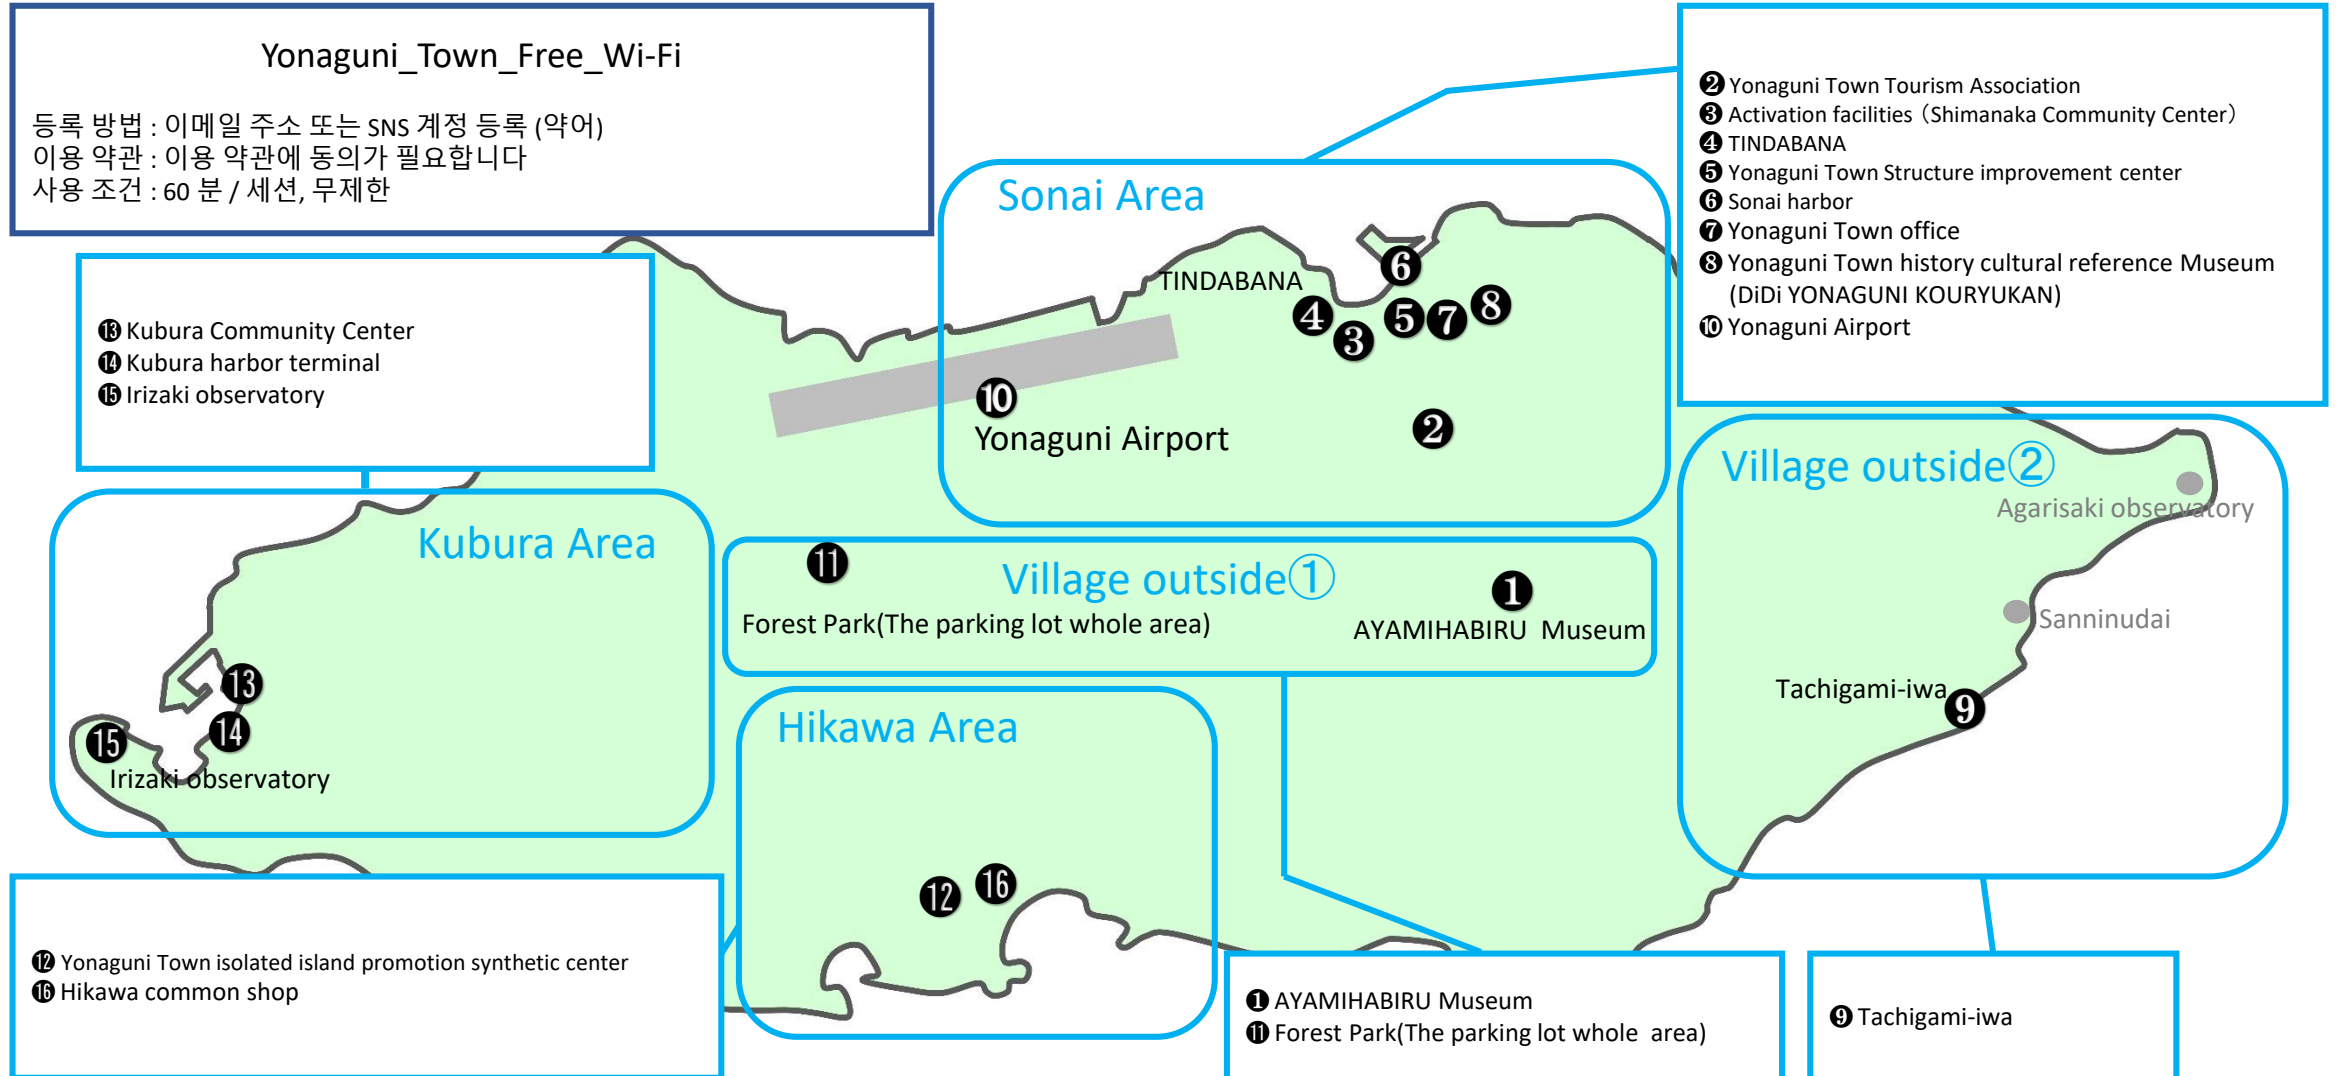 Yonaguni_Town_Free_Wi-Fi
등록 방법 : 이메일 주소 또는 SNS 계정 등록 (약어)
이용 약관 : 이용 약관에 동의가 필요합니다
사용 조건 : 60 분 / 세션, 무제한
❷ Yonaguni Town Tourism Association
❸ Activation facilities（Shimanaka Community Center）
❹ TINDABANA
❺ Yonaguni Town Structure improvement center
❻ Sonai harbor
❼ Yonaguni Town office
❽ Yonaguni Town history cultural reference Museum
(DiDi YONAGUNI KOURYUKAN)
❿ Yonaguni Airport
Sonai Area
TINDABANA
❻
❹
❸
❺
❼
❽
❿
Yonaguni Airport
❷
⓭ Kubura Community Center
⓮ Kubura harbor terminal
⓯ Irizaki observatory
Kubura Area
⓭
⓮
⓯
Irizaki observatory
Village outside①
⓫
Forest Park(The parking lot whole area)
❶
AYAMIHABIRU Museum
Village outside②
Agarisaki observatory
Sanninudai
Tachigami-iwa
❾
Hikawa Area
⓬
⓰
⓬ Yonaguni Town isolated island promotion synthetic center
⓰ Hikawa common shop
❶ AYAMIHABIRU Museum
⓫ Forest Park(The parking lot whole area)
❾ Tachigami-iwa